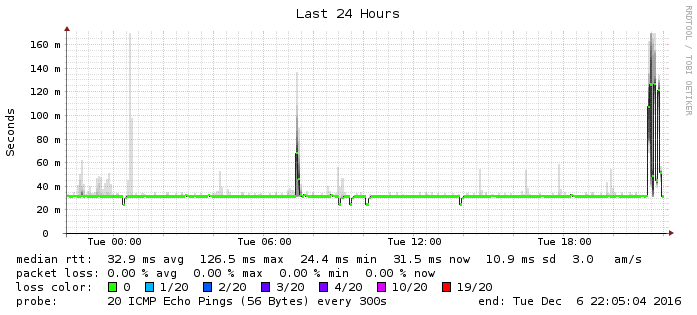 Last 24 Hours
RRDTOOL / TOBI OETIKER
Seconds
160 m
140 m
120 m
100 m
80 m
60 m
40 m
20 m
0
Tue 00:00 Tue 06:00 Tue 12:00 Tue 18:00
median rtt: 32.9 ms avg 126.5 ms max 24.4 ms min 31.5 ms now 10.9 ms sd 3.0 am/s
packet loss: 0.00 % avg 0.00 % max 0.00 % min 0.00 % now
loss color: 0 1/20 2/20 3/20 4/20 10/20 19/20
probe: 20 ICMP Echo Pings (56 Bytes) every 300s end: Tue Dec 6 22:05:04 2016